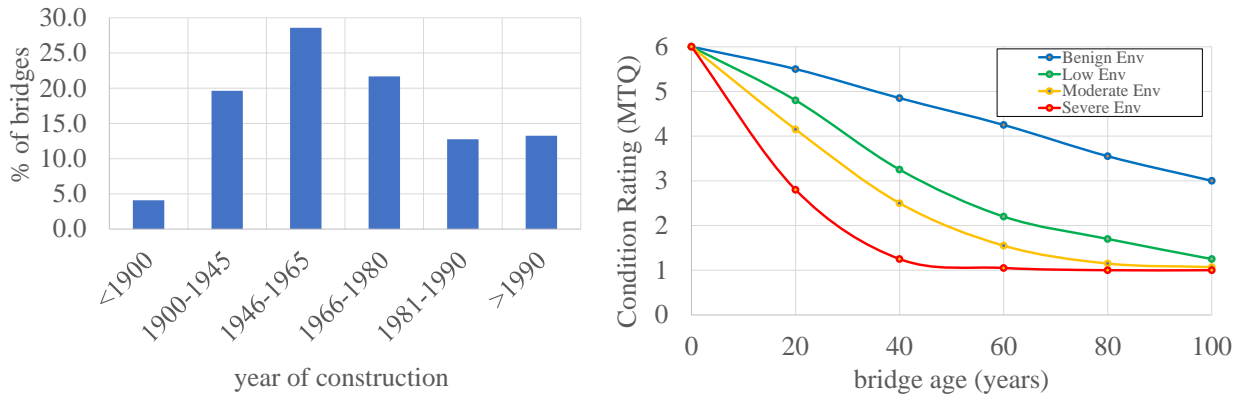 30.0
25.0
20.0
15.0
10.0
5.0
0.0
% of bridges
<1900
1900-1945
1946-1965
1966-1980
1981-1990
>1990
year of construction
6
5
4
3
2
1
0
Condition Rating (MTQ)
Benign Env
Low Env
Moderate Env
Severe Env
0 20 40 60 80 100
bridge age (years)